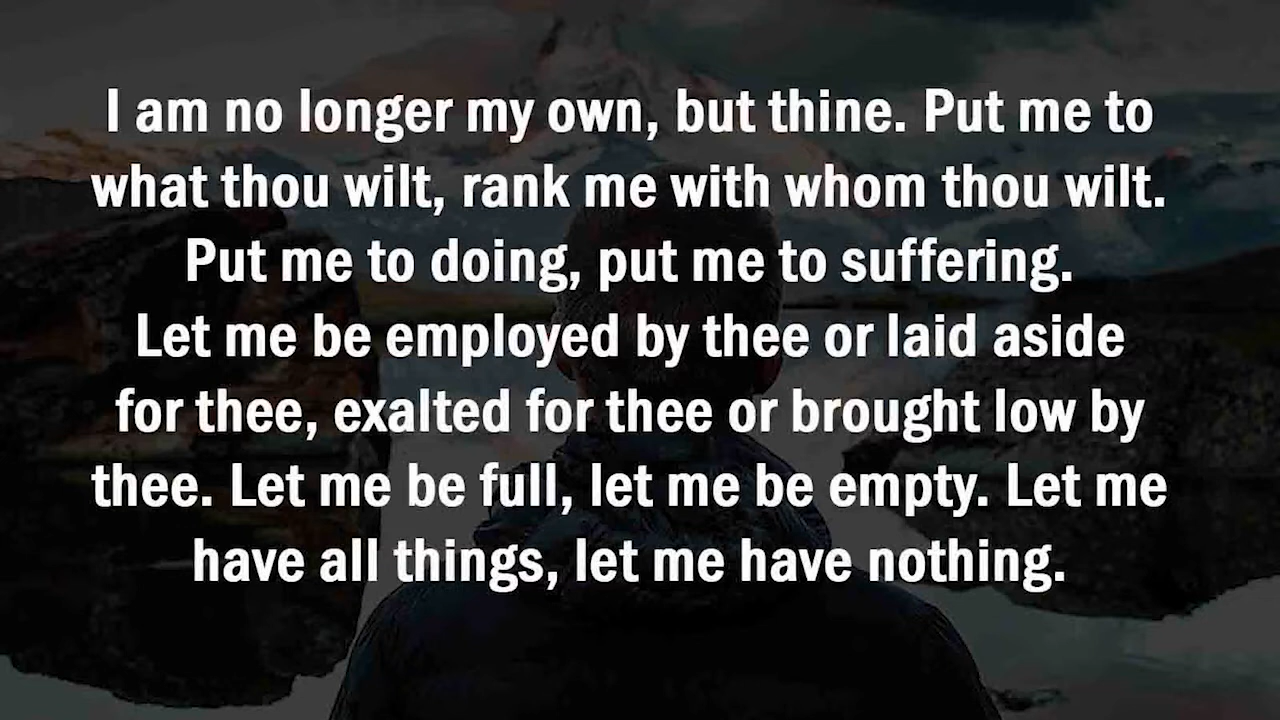 I am no longer my own, but thine. Put me to
what thou wilt, rank me with whom thou wilt.
Put me to doing, put me to suffering.
Let me be employed by thee or laid aside
for thee, exalted for thee or brought low by
thee. Let me be full, let me be empty. Let me
have all things, let me have nothing.